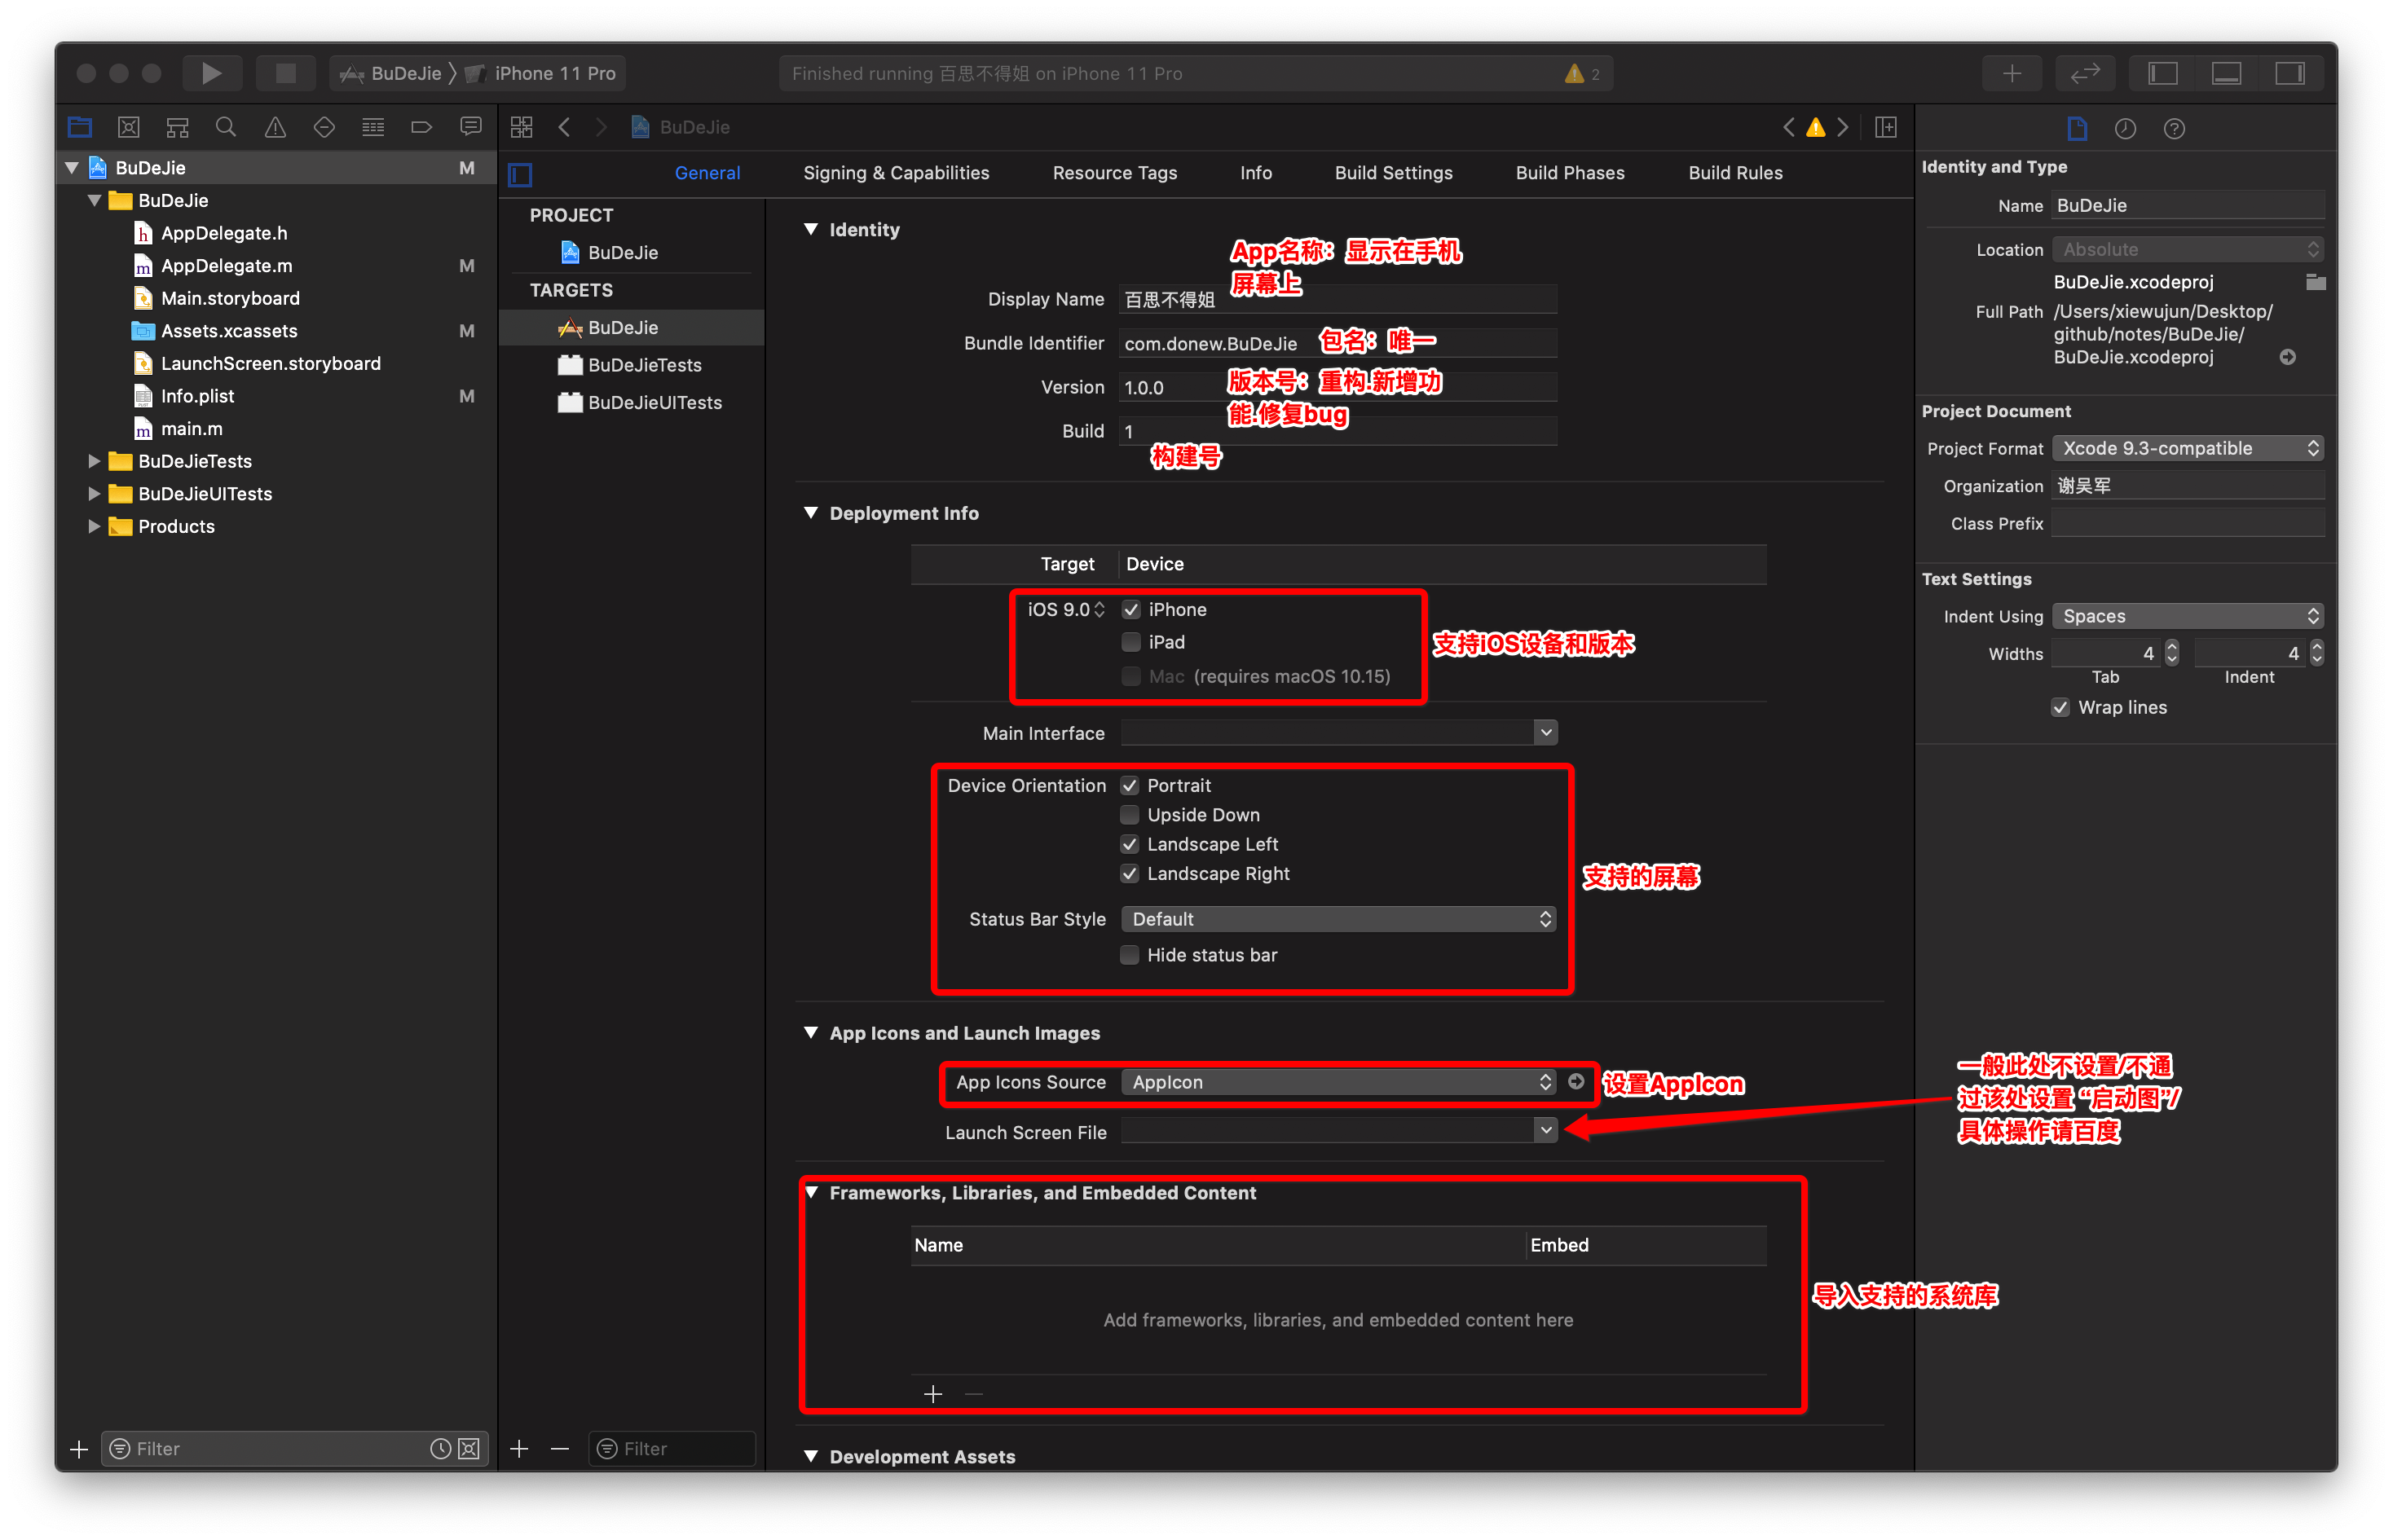 BuDeJie 〉 iPhone 11 Pro
Finished running 百思不得姐 on iPhone 11 Pro
2
BuDeJie M
BuDeJie
AppDelegate.h
AppDelegate.m M
Main.storyboard
Assets.xcassets M
LaunchScreen.storyboard
Info.plist M
main.m
BuDeJieTests
BuDeJieUITests
Products
Filter
BuDeJie
General Signing & Capabilities Resource Tags Info Build Settings Build Phases Build Rules
PROJECT
BuDeJie
TARGETS
BuDeJie
BuDeJieTests
BuDeJieUITests
Filter
Identity
App名称：显示在手机
屏幕上
Display Name 百思不得姐
Bundle Identifier com.donew.BuDeJie 包名：唯一
Version 1.0.0 版本号：重构.新增功
能.修复bug
Build 1
构建号
Deployment Info
Target Device
iOS 9.0 iPhone
iPad
Mac (requires macOS 10.15)
支持iOS设备和版本
Main Interface
Device Orientation Portrait
Upside Down
Landscape Left
Landscape Right
支持的屏幕
Status Bar Style Default
Hide status bar
App Icons and Launch Images
App Icons Source AppIcon 设置AppIcon
Launch Screen File
一般此处不设置/不通
过该处设置 “启动图”/
具体操作请百度
Frameworks, Libraries, and Embedded Content
Name Embed
Add frameworks, libraries, and embedded content here
导入支持的系统库
Development Assets
Identity and Type
Name BuDeJie
Location Absolute
BuDeJie.xcodeproj
Full Path /Users/xiewujun/Desktop/
github/notes/BuDeJie/
BuDeJie.xcodeproj
Project Document
Project Format Xcode 9.3-compatible
Organization 谢吴军
Class Prefix
Text Settings
Indent Using Spaces
Widths 4 4
Tab Indent
Wrap lines